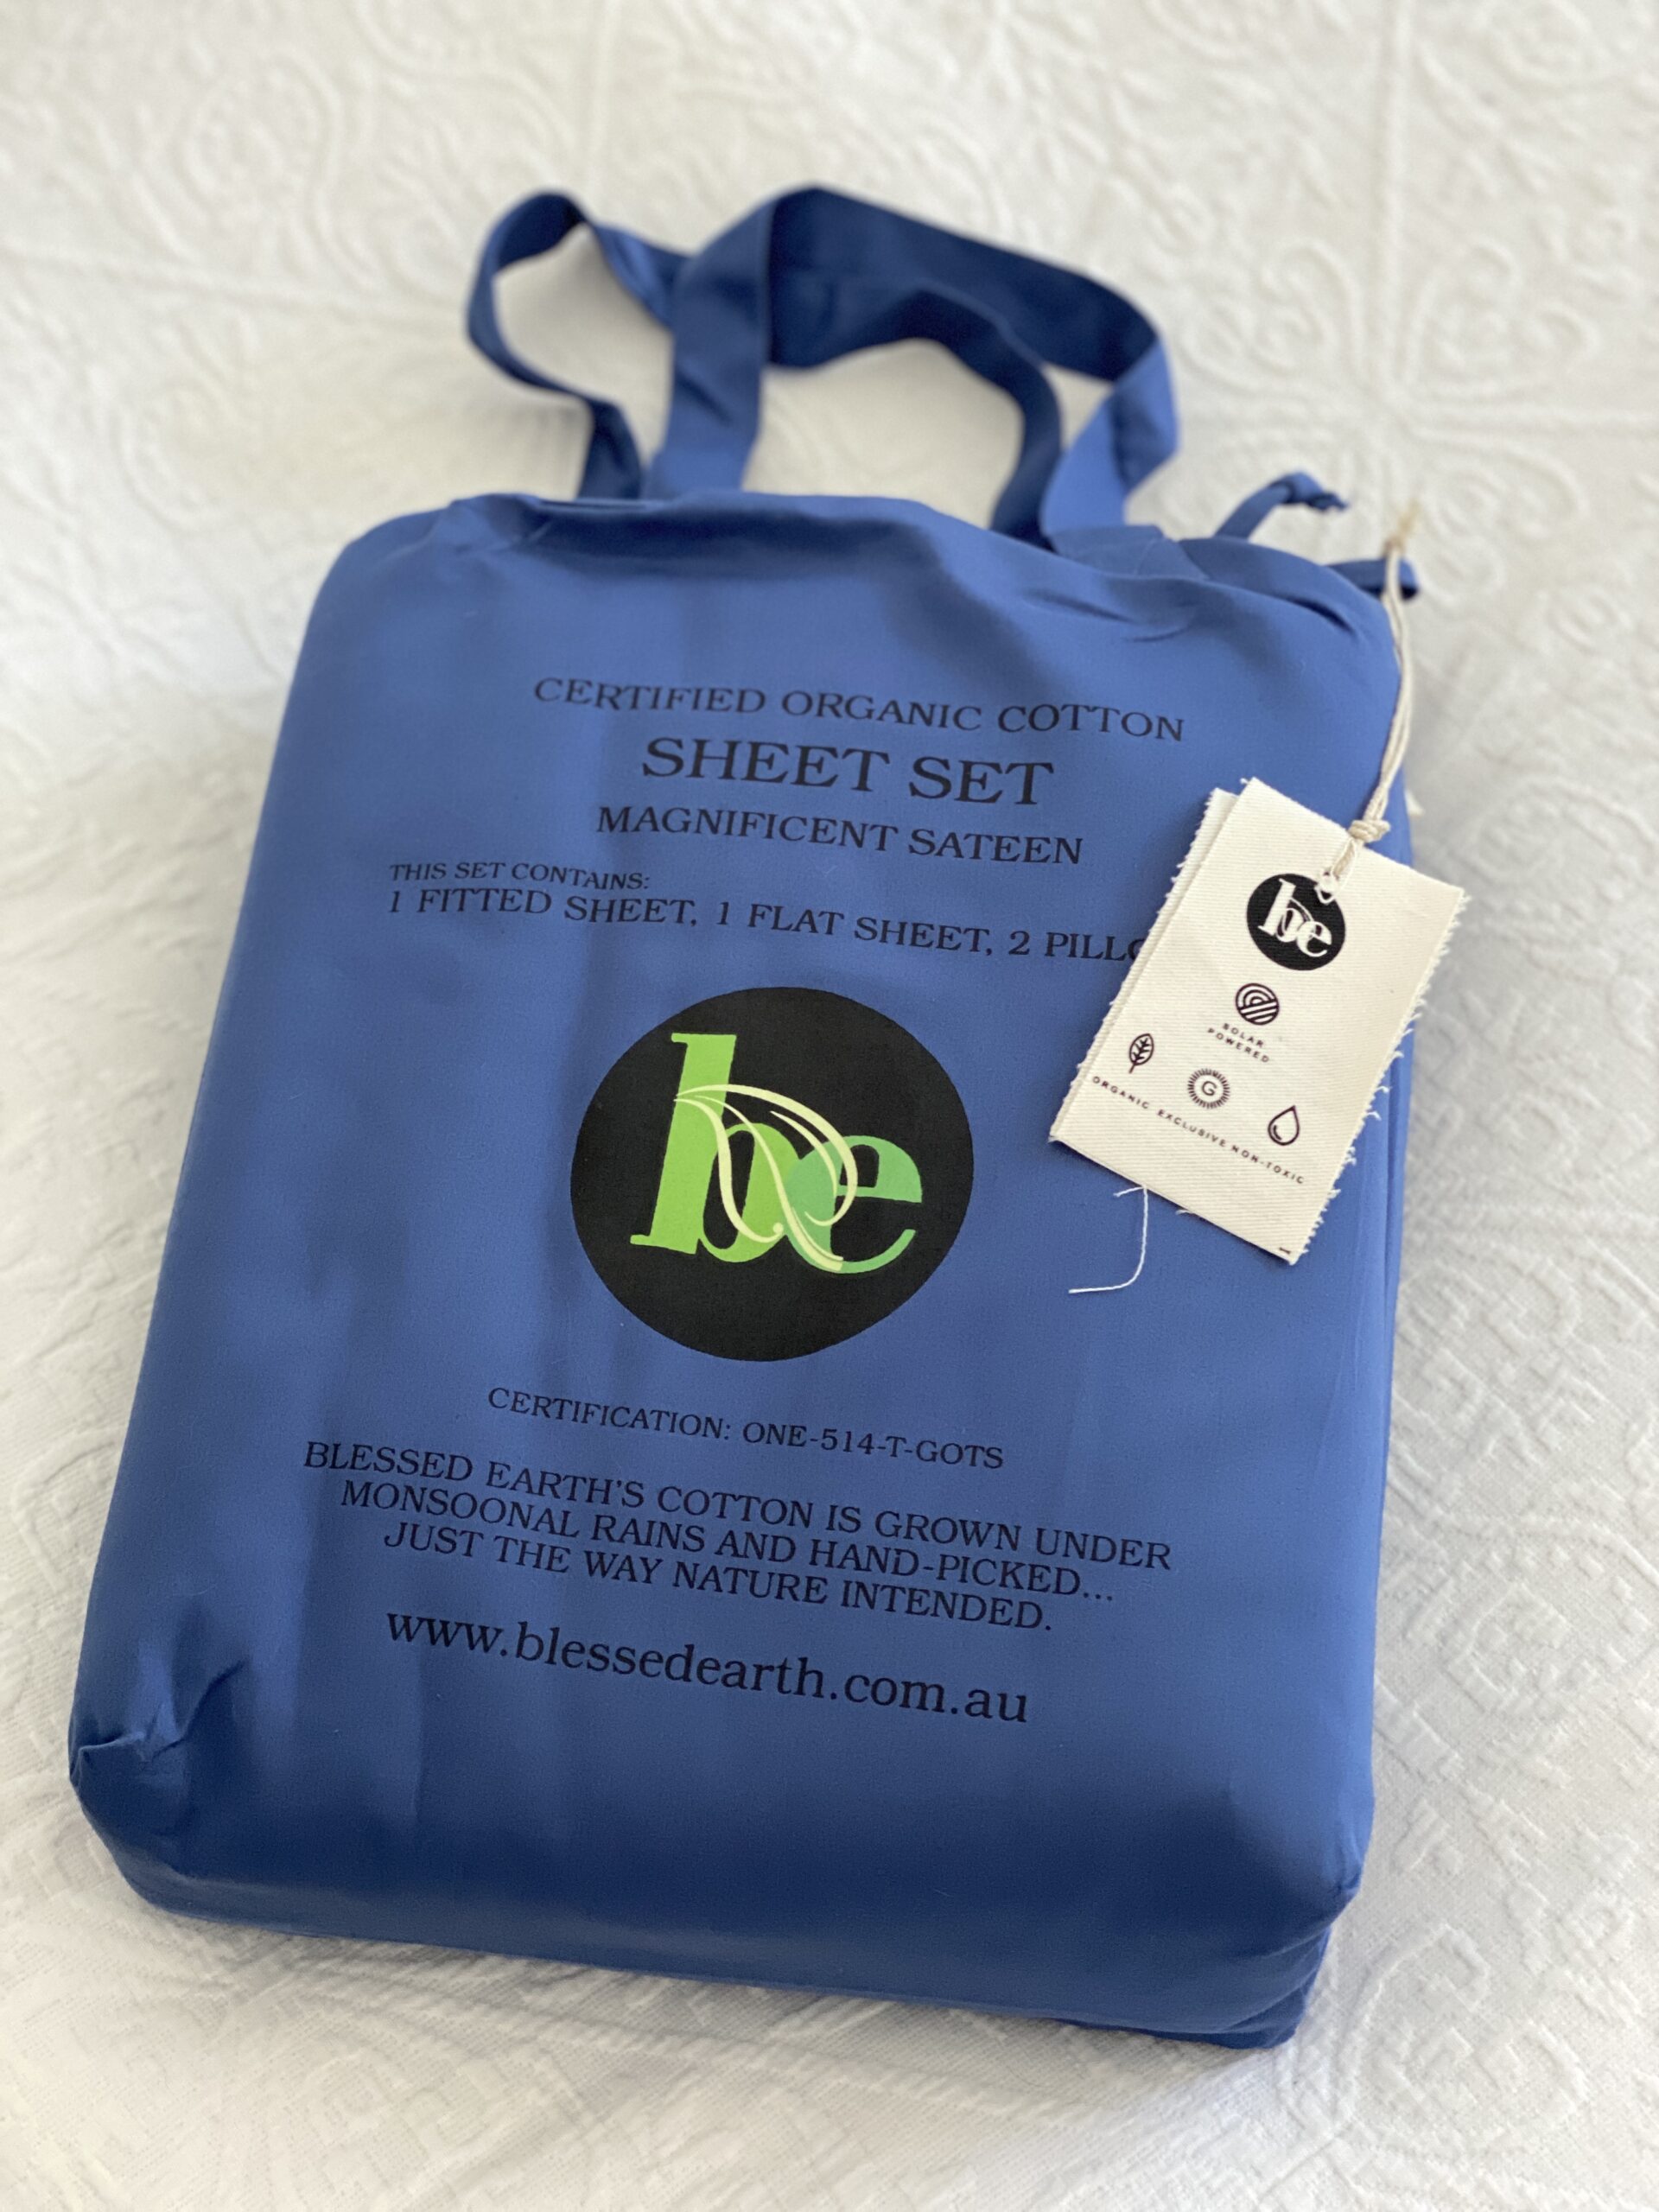 CERTIFIED ORGANIC COTTON
SHEET SET
MAGNIFICENT SATEEN
THIS SET CONTAINS:
1 FITTED SHEET, 1 FLAT SHEET, 2
be
be
SOLAR
POWERED
G
ORGANIC EXCLUSIVE NON-TOXIC
CERTIFICATION: ONE-514-T-GOTS
BLESSED EARTH'S COTTON IS GROWN UNDER
MONSOONAL RAINS AND HAND-PICKED...
JUST THE WAY NATURE INTENDED.
www.blessedearth.com.au